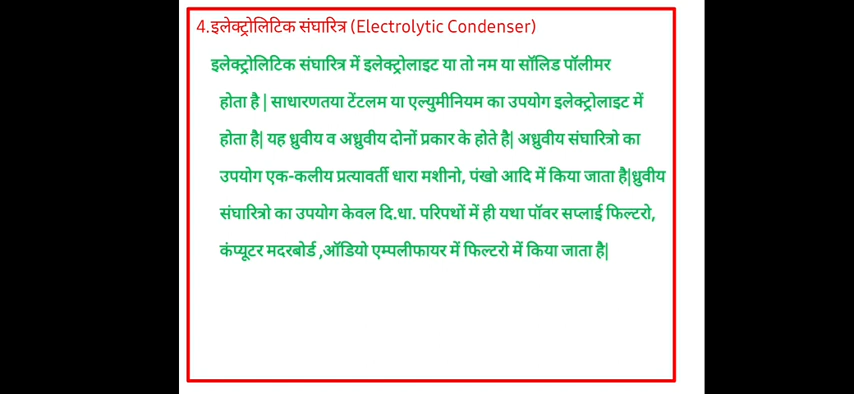 4.इलेक्ट्रोलिटिक संघारित्र (Electrolytic Condenser)
इलेक्ट्रोलिटिक संघारित्र में इलेक्ट्रोलाइट या तो नम या सॉलिड पॉलीमर
होता है | साधारणतया टेंटलम या एल्युमीनियम का उपयोग इलेक्ट्रोलाइट में
होता है| यह ध्रुवीय व अध्रुवीय दोनों प्रकार के होते है| अध्रुवीय संघारित्रो का
उपयोग एक-कलीय प्रत्यावर्ती धारा मशीनो, पंखो आदि में किया जाता है|ध्रुवीय
संघारित्रो का उपयोग केवल दि.धा. परिपथों में ही यथा पॉवर सप्लाई फिल्टरो,
कंप्यूटर मदरबोर्ड ,ऑडियो एम्पलीफायर में फिल्टरो में किया जाता है|